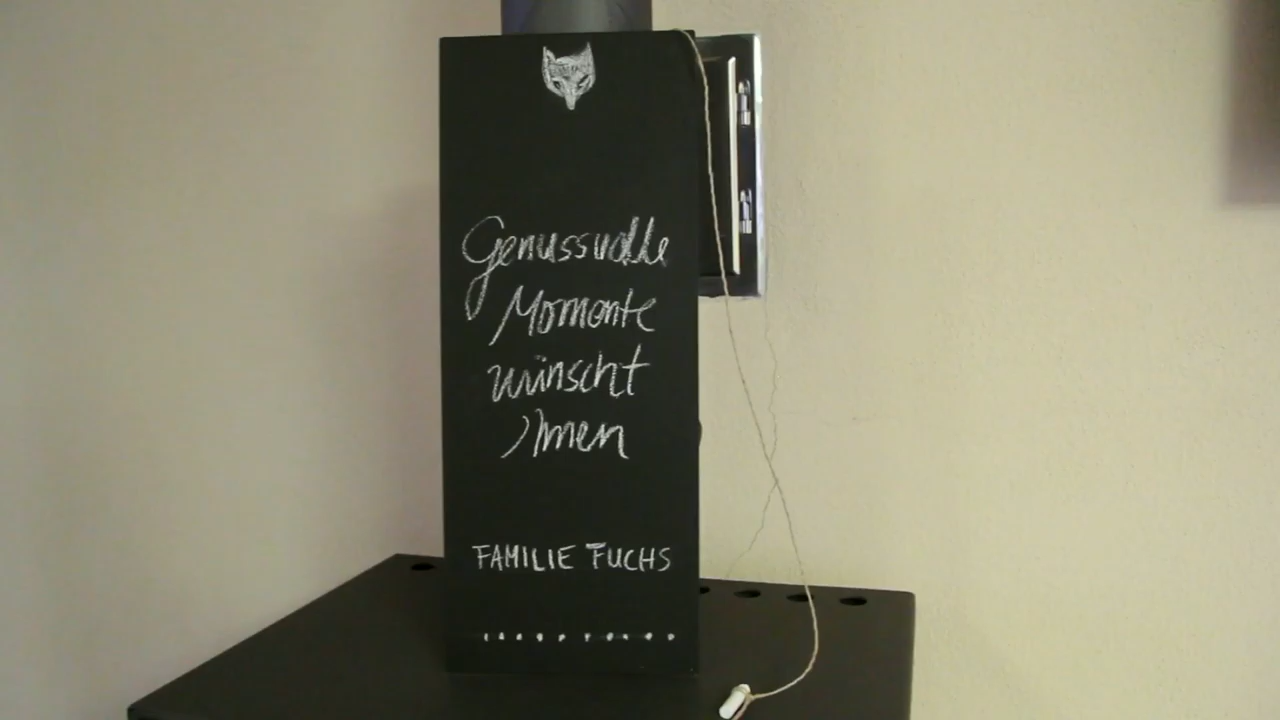 Genussvolle
Momente
wünscht
Ihnen
FAMILIE FUCHS